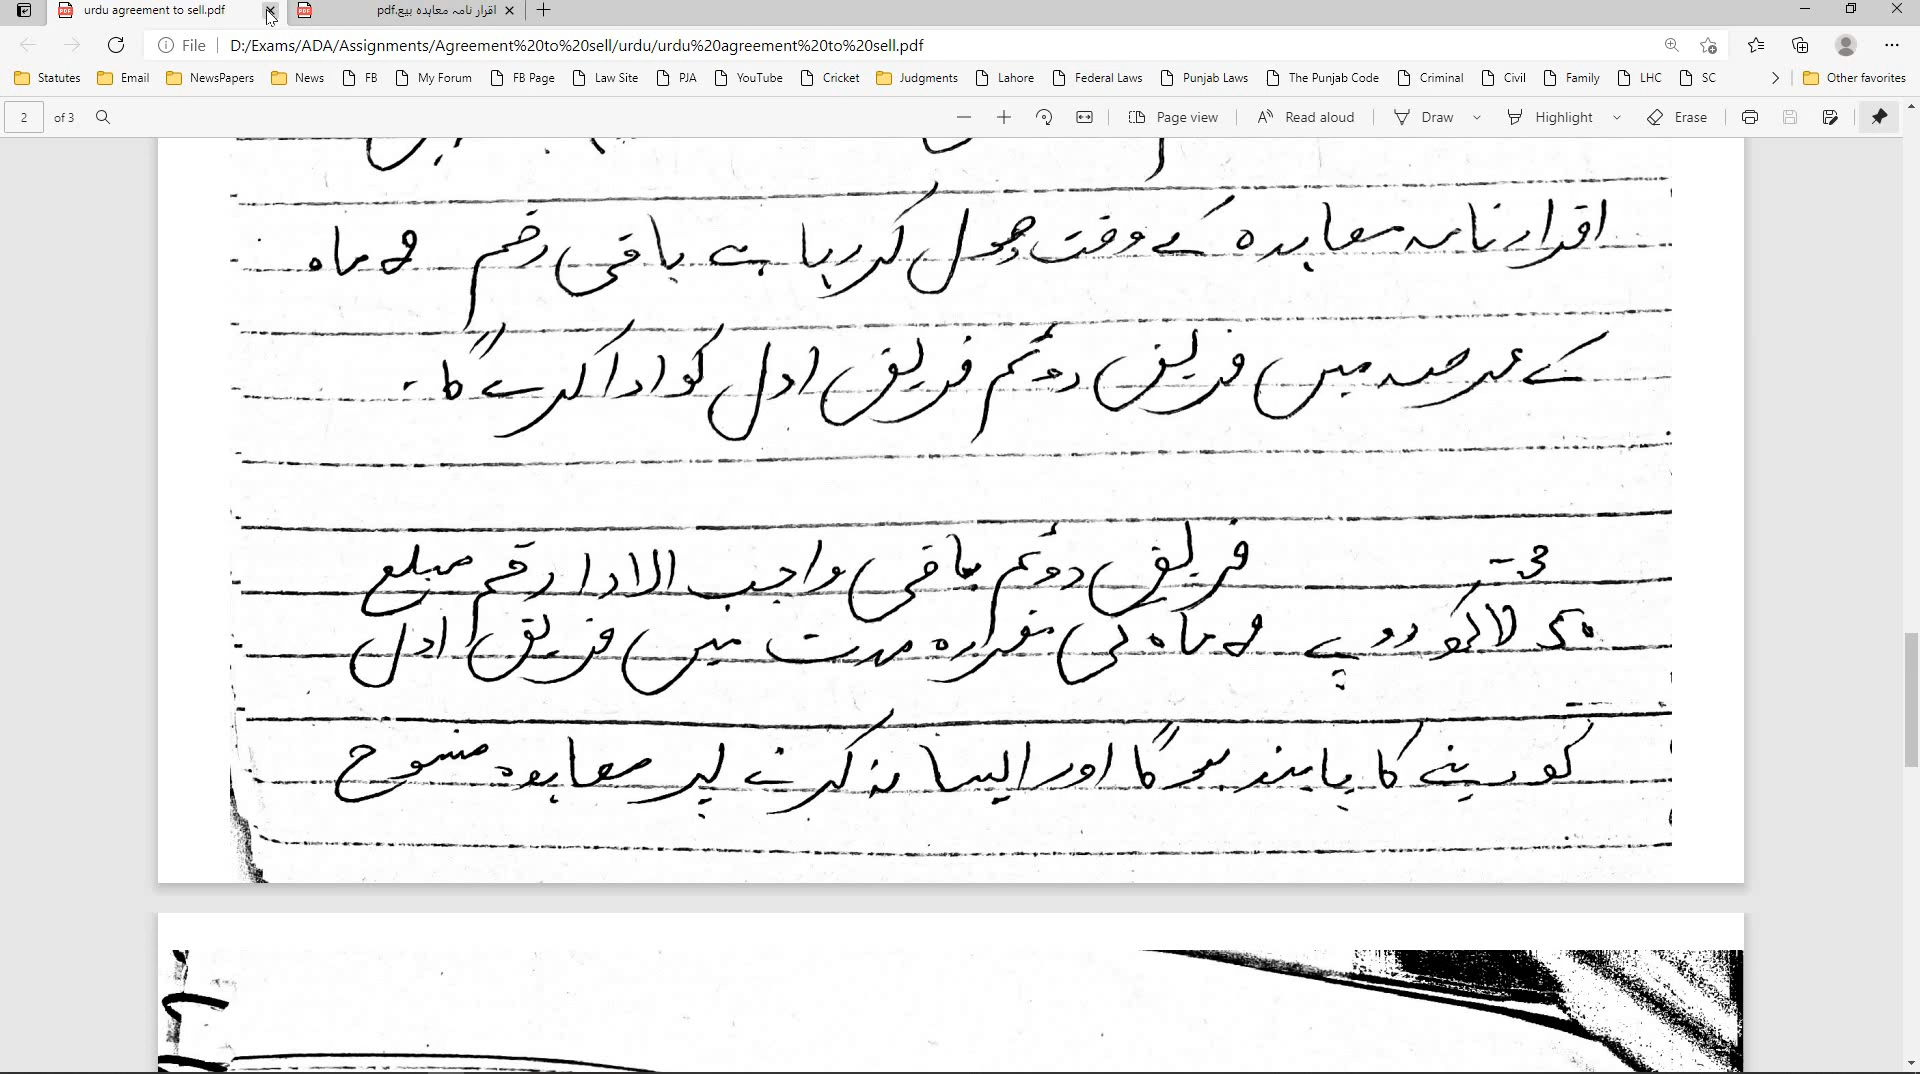 urdu agreement to sell.pdf
اقرار نامہ معاہدہ بیع.pdf
File D:/Exams/ADA/Assignments/Agreement%20to%20sell/urdu/urdu%20agreement%20to%20sell.pdf
Statutes Email NewsPapers News FB My Forum FB Page Law Site PJA YouTube Cricket Judgments Lahore Federal Laws Punjab Laws The Punjab Code Criminal Civil Family LHC SC Other favorites
2 of 3 Page view Read aloud Draw Highlight Erase
اقرار نامہ معاہدہ کے وقت وصول کر رہا ہے باقی رقم 6 ماہ
کے عرصہ میں فریق دوئم فریق اول کو ادا کرے گا۔
3- فریق دوئم باقی واجب الادا رقم مبلغ
50 لاکھ روپے 6 ماہ کی مقررہ مدت میں فریق اول
کو دینے کا پابند ہوگا اور ایسا نہ کرنے پر معاہدہ منسوخ